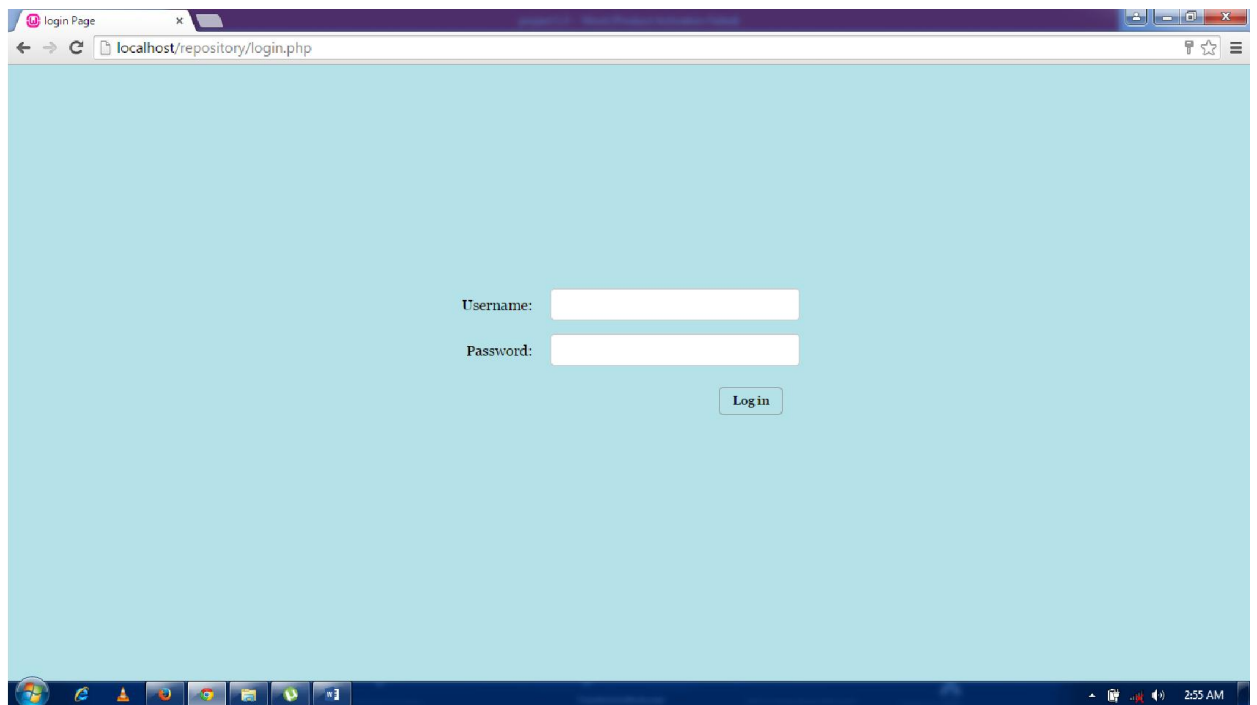 login Page
localhost/repository/login.php
Username:
Password:
Log in
2:55 AM